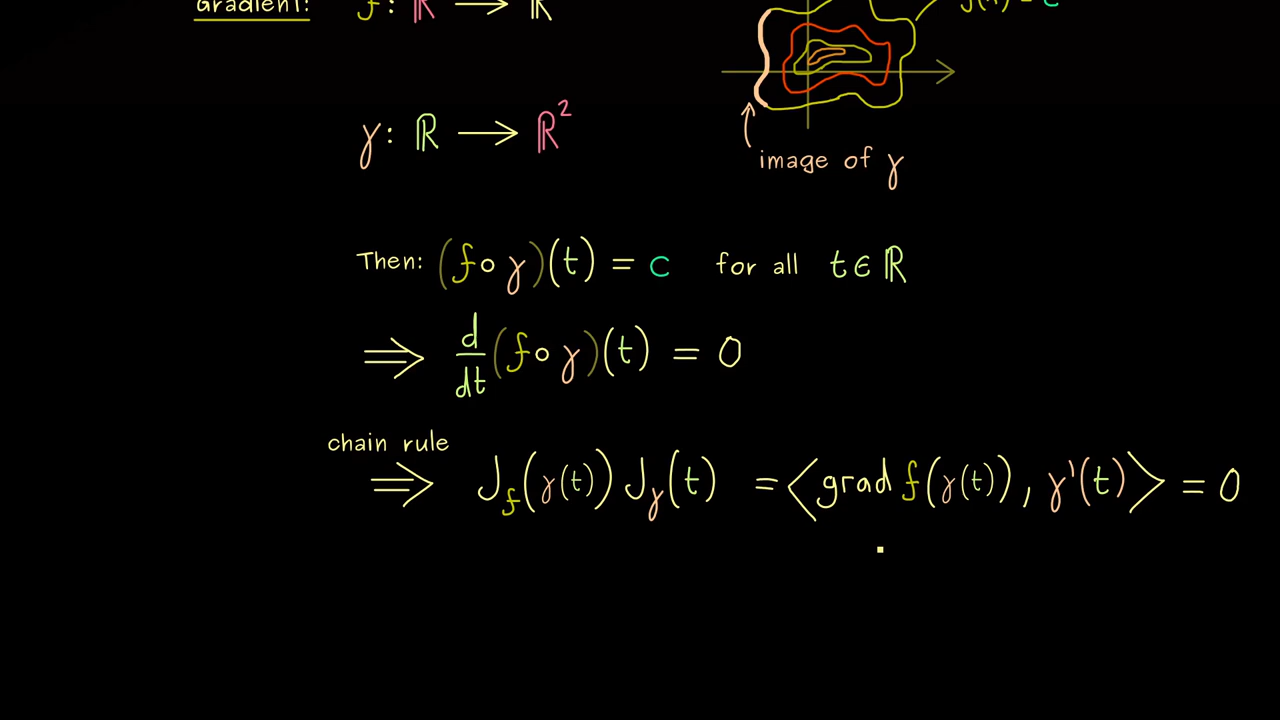 Gradient: f: ℝ → ℝ
f(x) = c
γ: ℝ → ℝ²
image of γ
Then: (f∘γ)(t) = c for all t∈ℝ
⟹ d/dt (f∘γ)(t) = 0
chain rule
⟹ J_f(γ(t)) J_γ(t) = ⟨grad f(γ(t)), γ'(t)⟩ = 0